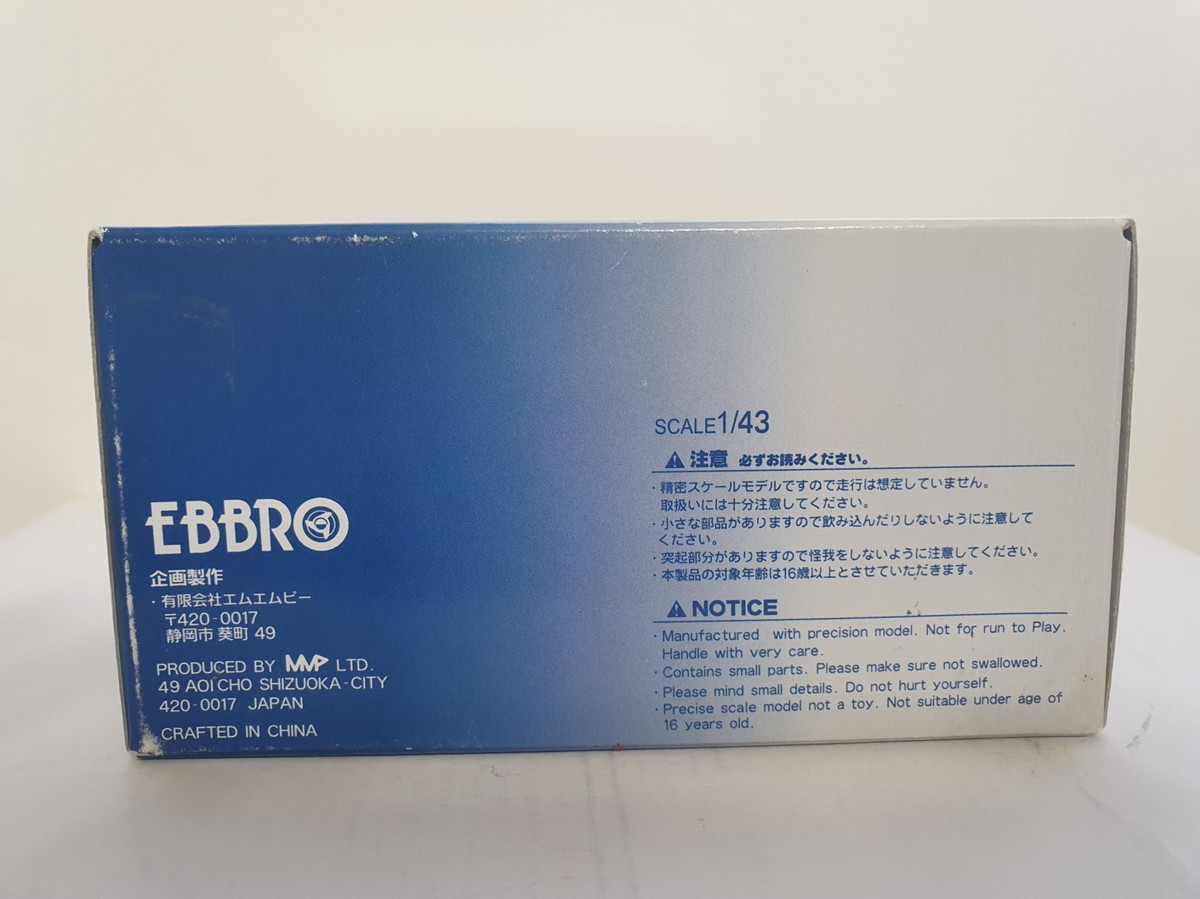 EBBRO
企画製作
・有限会社エムエムピー
〒420-0017
静岡市 葵町 49
PRODUCED BY MMP LTD.
49 AOI CHO SHIZUOKA-CITY
420-0017 JAPAN
CRAFTED IN CHINA
SCALE1/43
注意 必ずお読みください。
・精密スケールモデルですので走行は想定していません。
取扱いには十分注意してください。
・小さな部品がありますので飲み込んだりしないように注意して
ください。
・突起部分がありますので怪我をしないように注意してください。
・本製品の対象年齢は16歳以上とさせていただきます。
NOTICE
・Manufactured with precision model. Not for run to Play.
Handle with very care.
・Contains small parts. Please make sure not swallowed.
・Please mind small details. Do not hurt yourself.
・Precise scale model not a toy. Not suitable under age of
16 years old.